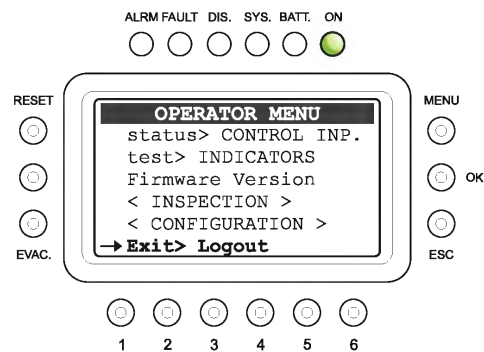 ALRM FAULT DIS. SYS. BATT. ON
RESET
MENU
OPERATOR MENU
status> CONTROL INP.
test> INDICATORS
Firmware Version
OK
< INSPECTION >
< CONFIGURATION >
→Exit> Logout
EVAC.
ESC
1 2 3 4 5 6